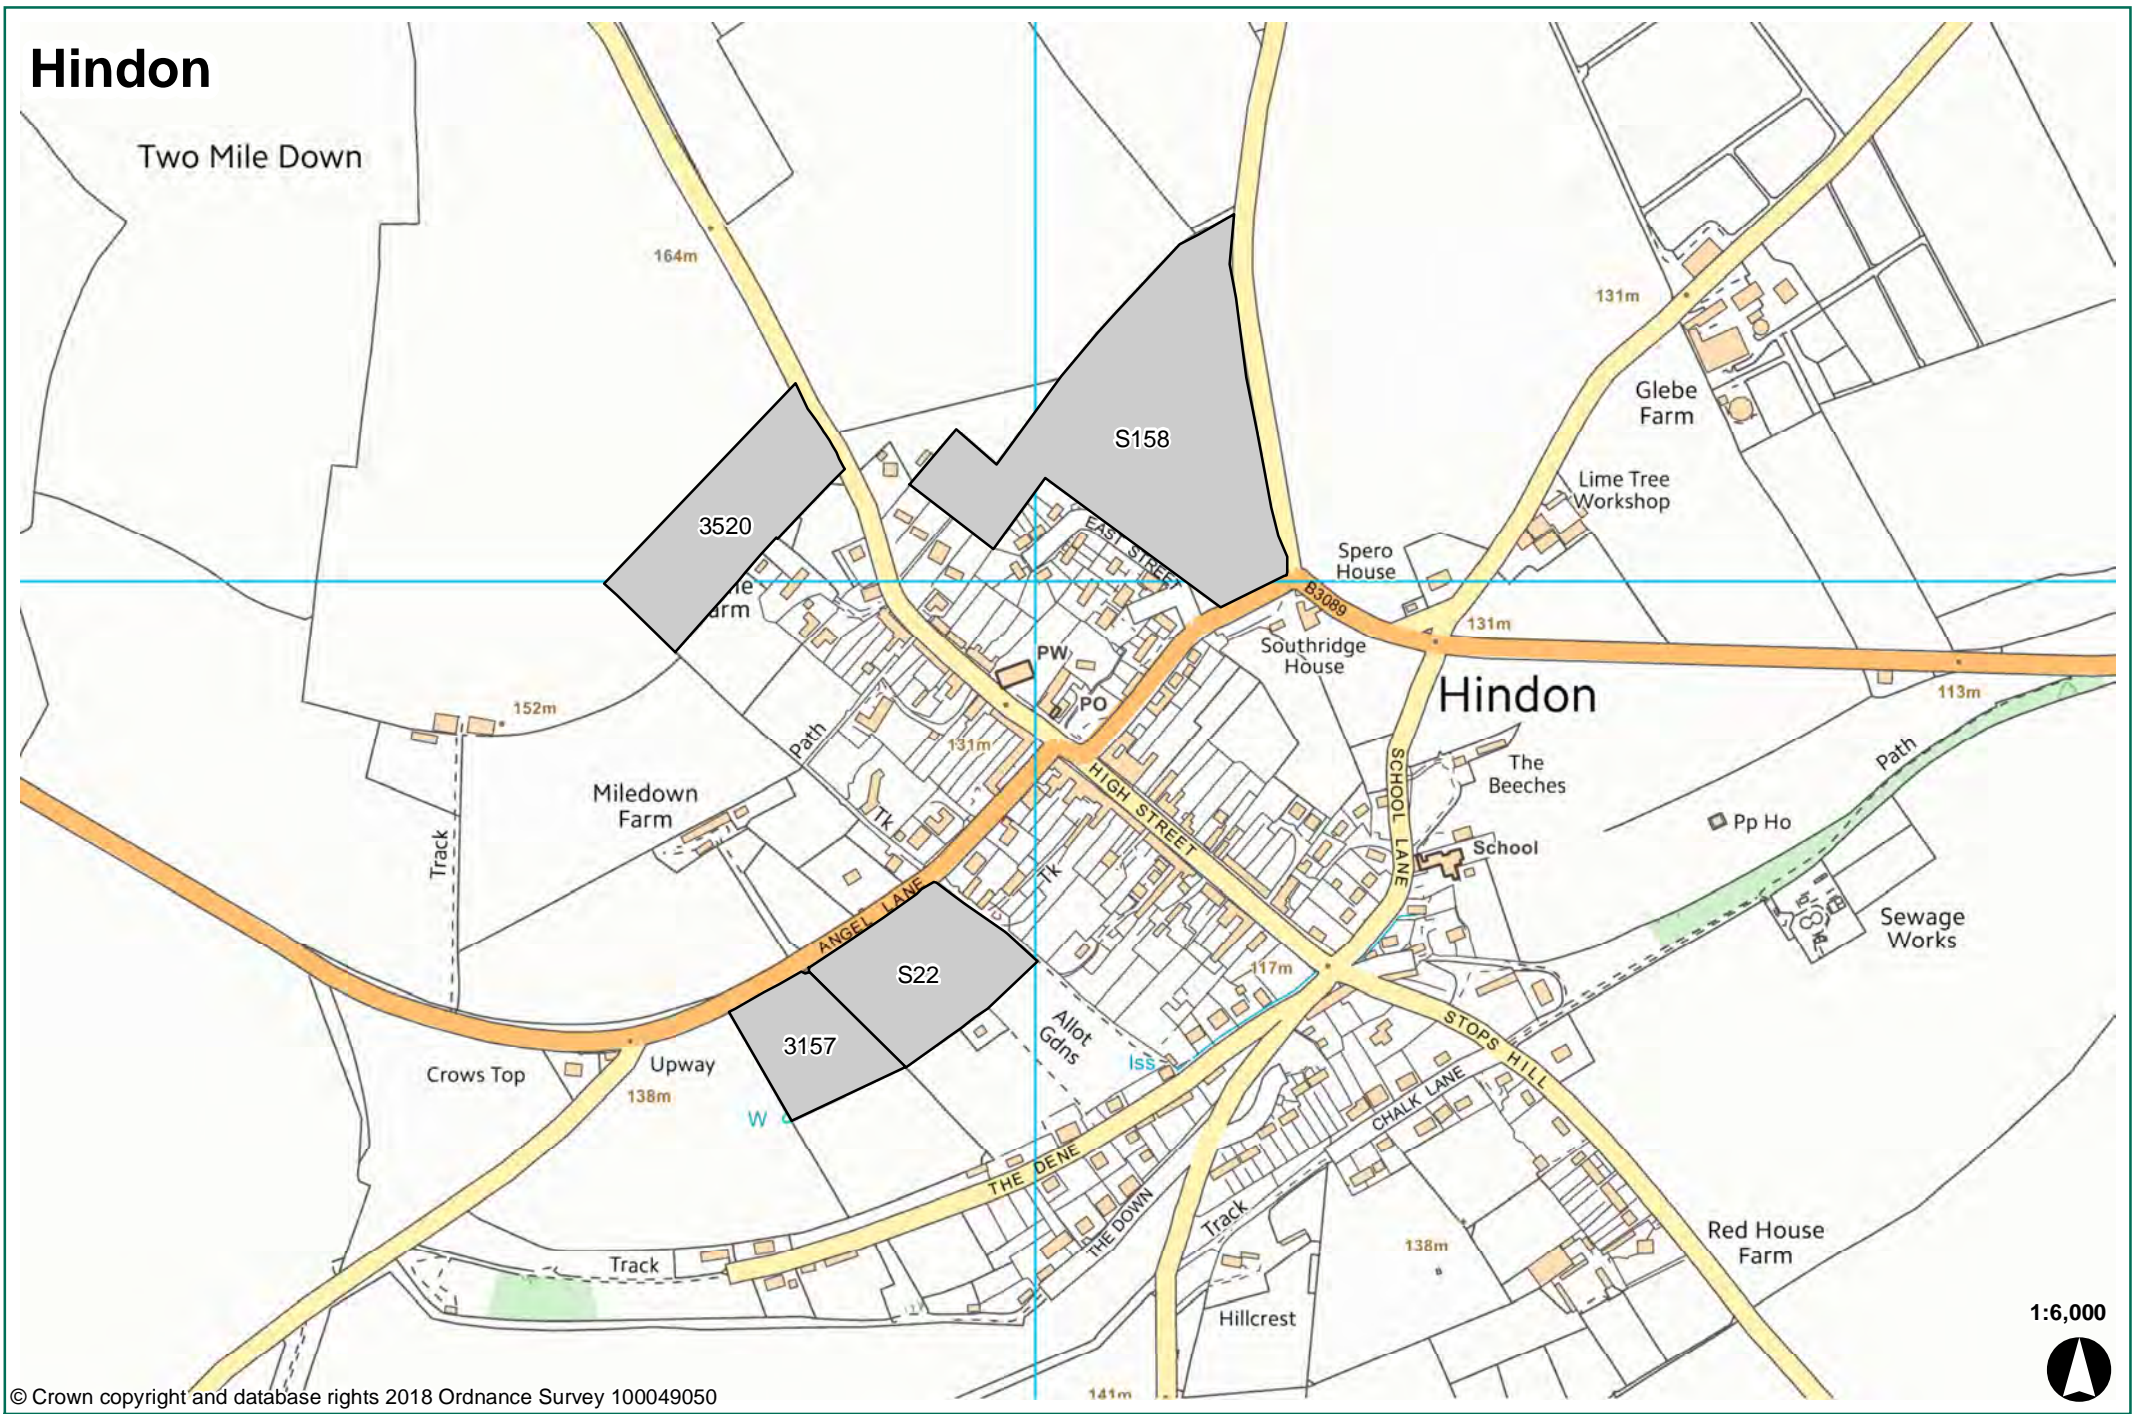 Hindon
Two Mile Down
164m
131m
Glebe
Farm
S158
Lime Tree
Workshop
3520
EAST STREET
Spero
House
B3089
131m
Southridge
House
PW
PO
Hindon
113m
152m
Path
131m
Miledown
Farm
Tk
HIGH STREET
SCHOOL LANE
The
Beeches
Path
Pp Ho
School
Track
Tk
ANGEL LANE
Sewage
Works
S22
117m
Allot
Gdns
STOPS HILL
3157
Crows Top
Upway
138m
Iss
W
CHALK LANE
THE DENE
THE DOWN
Track
138m
Red House
Farm
Track
Hillcrest
1:6,000
141m
© Crown copyright and database rights 2018 Ordnance Survey 100049050